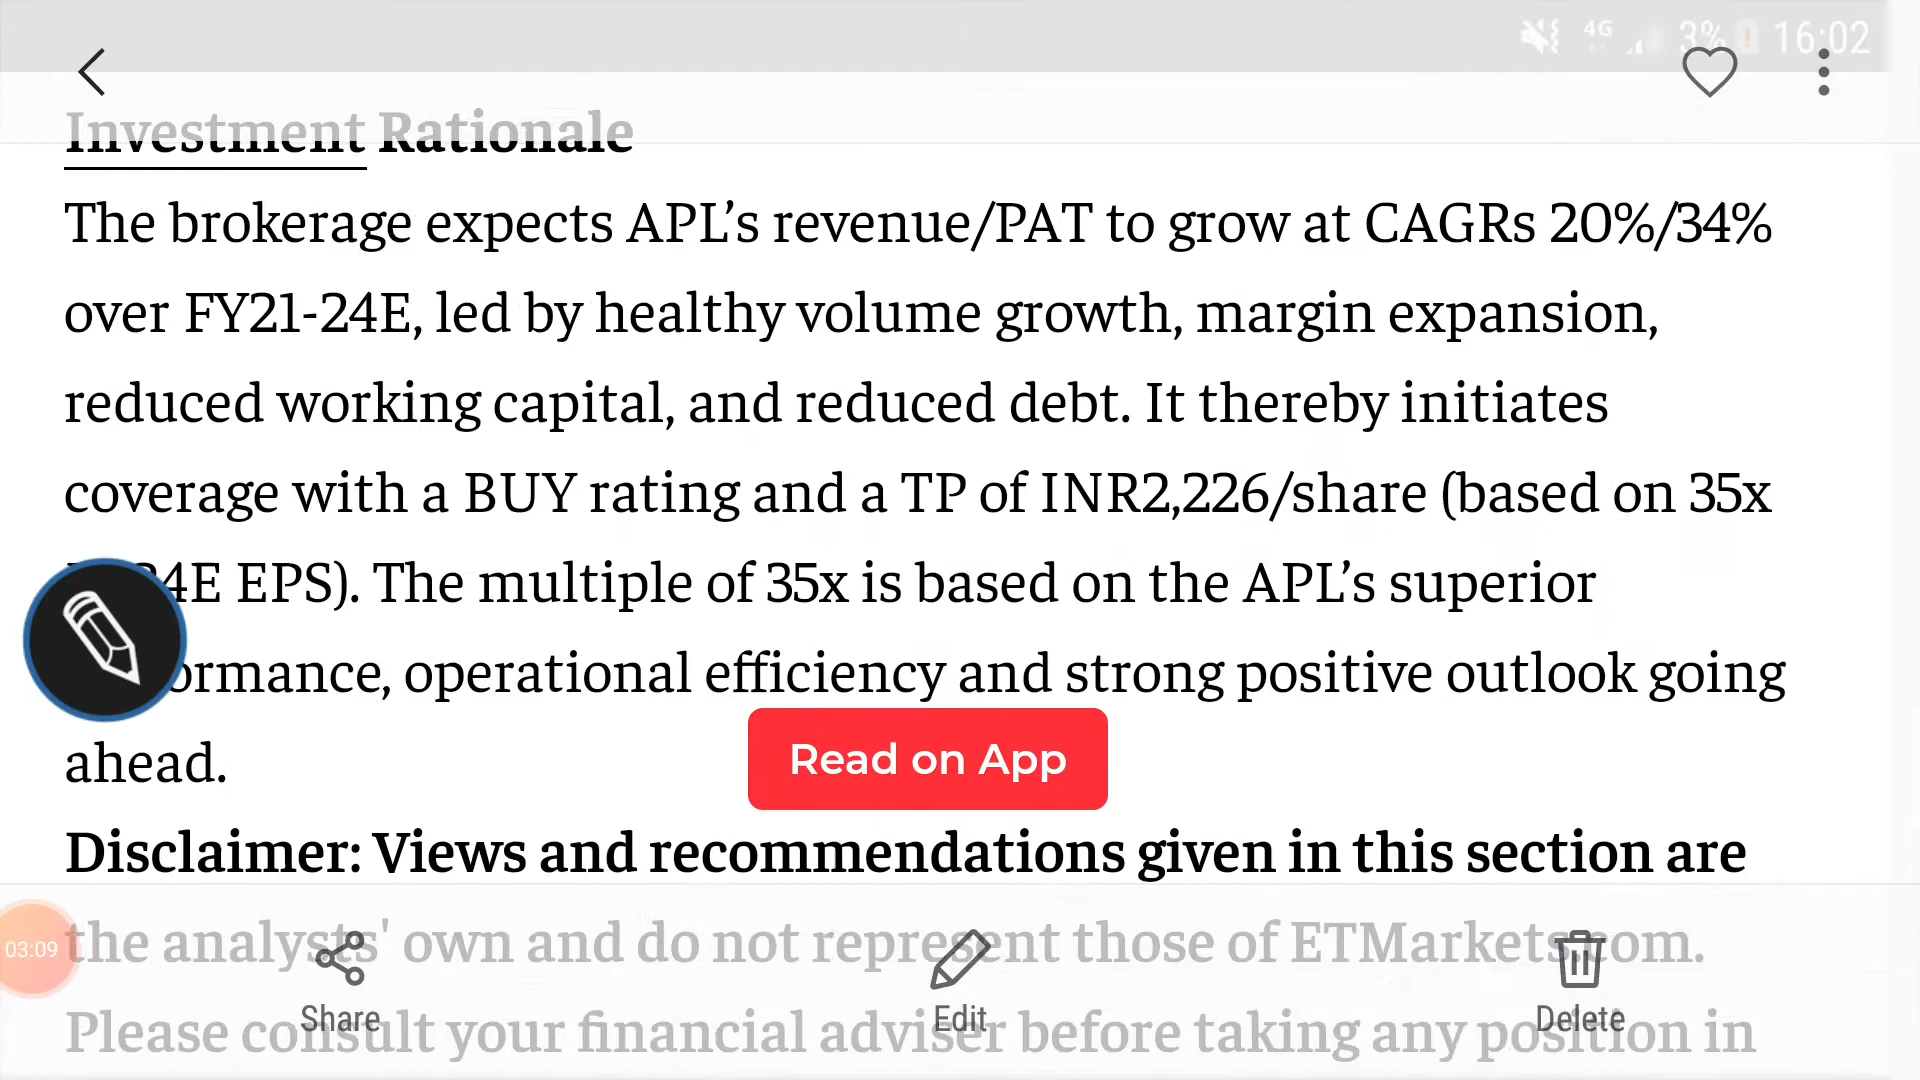 4G 3% 16:02
Investment Rationale
The brokerage expects APL’s revenue/PAT to grow at CAGRs 20%/34%
over FY21-24E, led by healthy volume growth, margin expansion,
reduced working capital, and reduced debt. It thereby initiates
coverage with a BUY rating and a TP of INR2,226/share (based on 35x
4E EPS). The multiple of 35x is based on the APL’s superior
ormance, operational efficiency and strong positive outlook going
ahead.
Read on App
Disclaimer: Views and recommendations given in this section are
03:09
the analysts' own and do not represent those of ETMarkets.com.
Share Edit Delete
Please consult your financial adviser before taking any position in